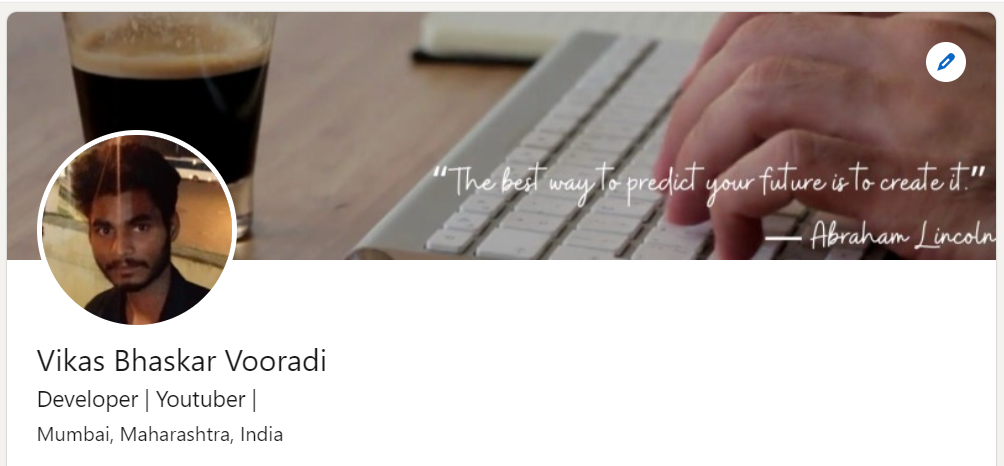 “The best way to predict your future is to create it.”
— Abraham Lincoln
Vikas Bhaskar Vooradi
Developer | Youtuber |
Mumbai, Maharashtra, India